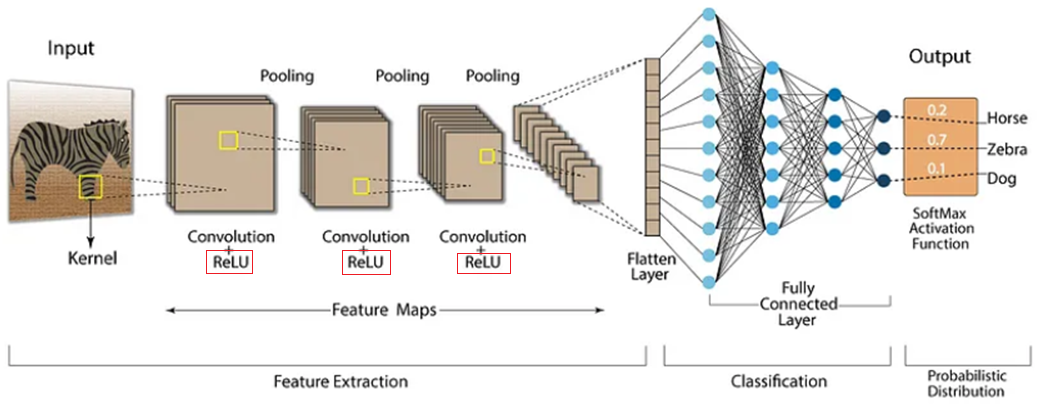 Input
Pooling
Pooling
Pooling
Output
0.2
Horse
0.7
Zebra
0.1
Dog
Kernel
Convolution
+
ReLU
Convolution
+
ReLU
Convolution
+
ReLU
Flatten
Layer
SoftMax
Activation
Function
Fully
Connected
Layer
Feature Maps
Feature Extraction
Classification
Probabilistic
Distribution